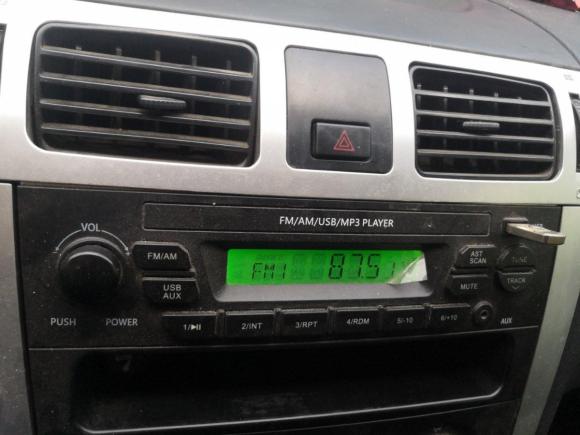 FM/AM/USB/MP3 PLAYER
VOL
FM/AM
USB
AUX
PUSH POWER
FM1 87.51
AST
SCAN
TUNE
MUTE
TRACK
1/▶II 2/INT 3/RPT 4/RDM 5/-10 6/+10 AUX